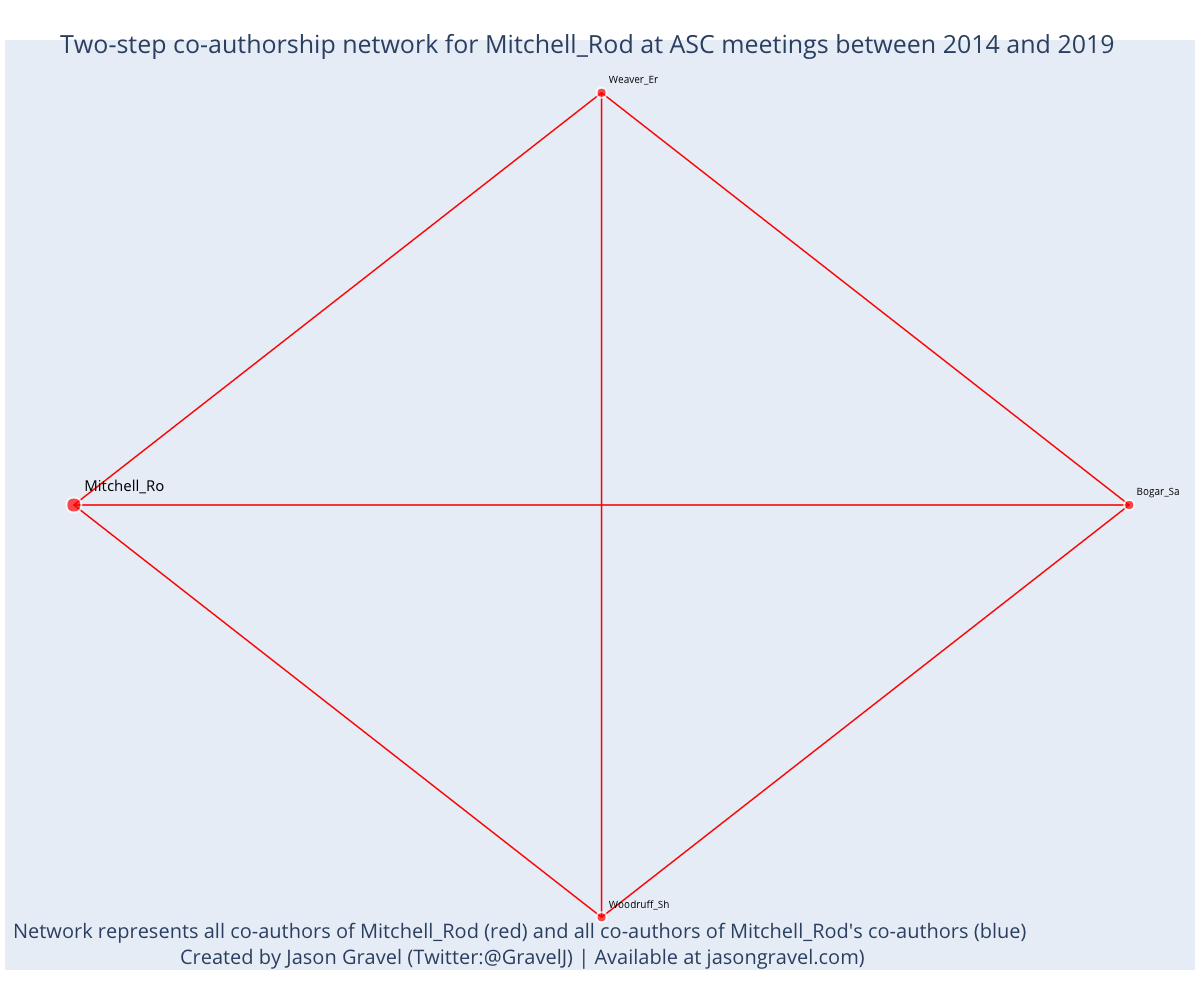 Two-step co-authorship network for Mitchell_Rod at ASC meetings between 2014 and 2019
Weaver_Er
Mitchell_Ro
Bogar_Sa
Woodruff_Sh
Network represents all co-authors of Mitchell_Rod (red) and all co-authors of Mitchell_Rod's co-authors (blue)
Created by Jason Gravel (Twitter:@GravelJ) | Available at jasongravel.com)